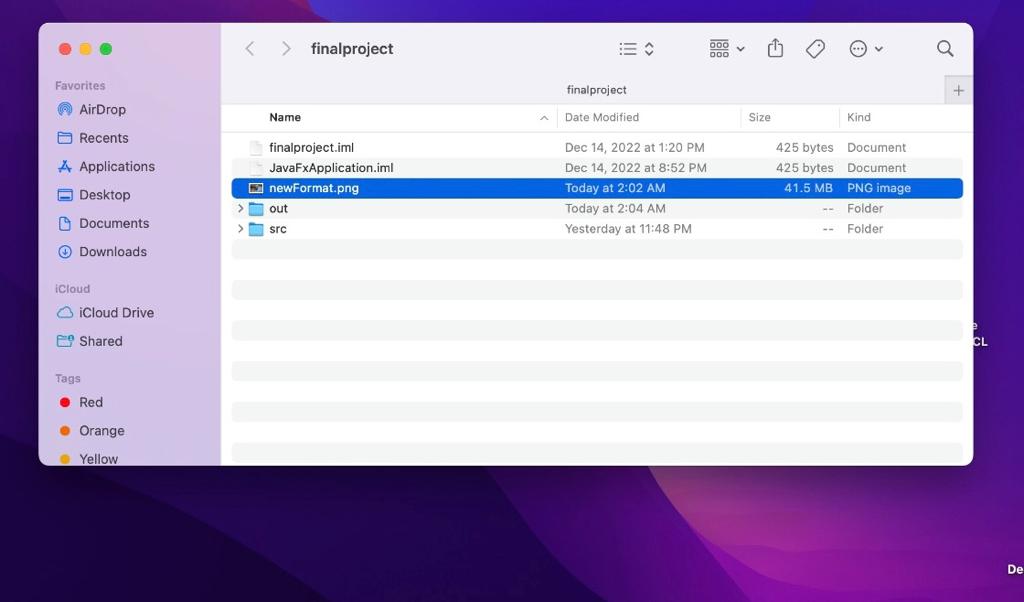 finalproject
finalproject
Favorites
AirDrop
Recents
Applications
Desktop
Documents
Downloads
iCloud
iCloud Drive
Shared
Tags
Red
Orange
Yellow
Name Date Modified Size Kind
finalproject.iml Dec 14, 2022 at 1:20 PM 425 bytes Document
JavaFxApplication.iml Dec 14, 2022 at 8:52 PM 425 bytes Document
newFormat.png Today at 2:02 AM 41.5 MB PNG image
out Today at 2:04 AM -- Folder
src Yesterday at 11:48 PM -- Folder
e
CL
De